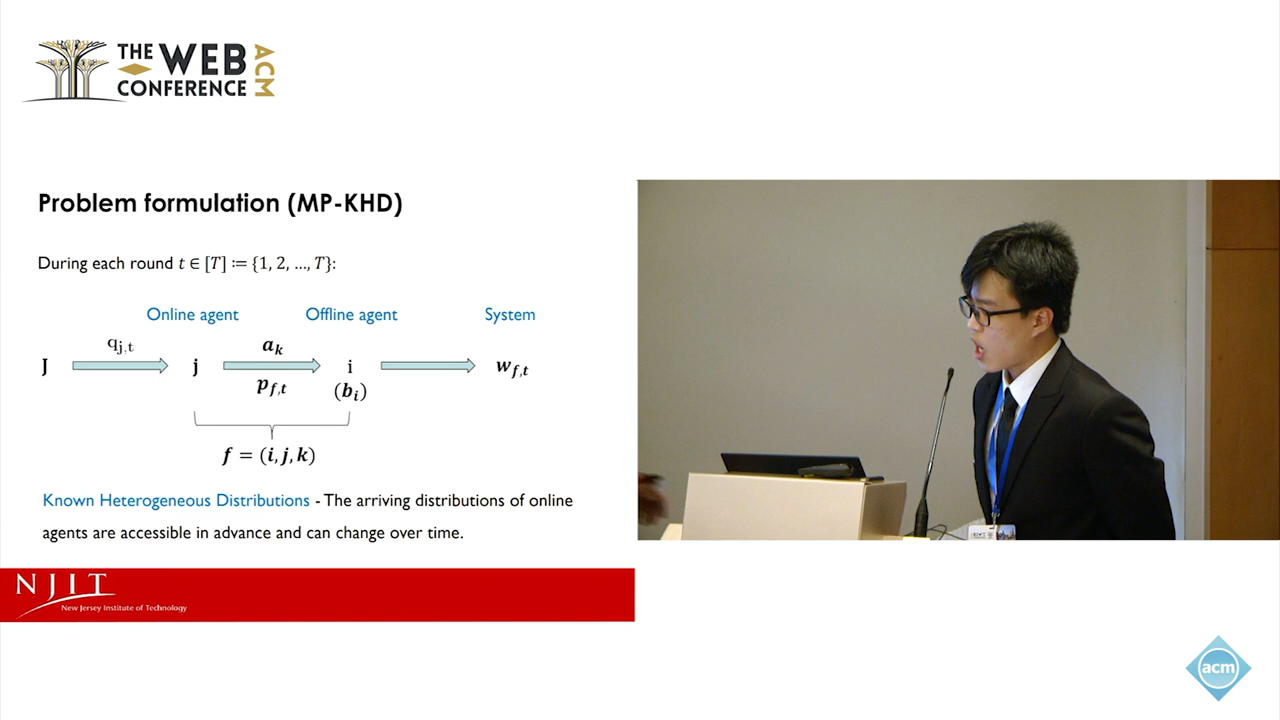 THE WEB
CONFERENCE
ACM
Problem formulation (MP-KHD)
During each round t ∈ [T] ≔ {1, 2, …, T}:
Online agent Offline agent System
J q_{j,t} j a_k p_{f,t} i (b_i) w_{f,t}
f = (i, j, k)
Known Heterogeneous Distributions - The arriving distributions of online
agents are accessible in advance and can change over time.
NJIT
New Jersey Institute of Technology
acm